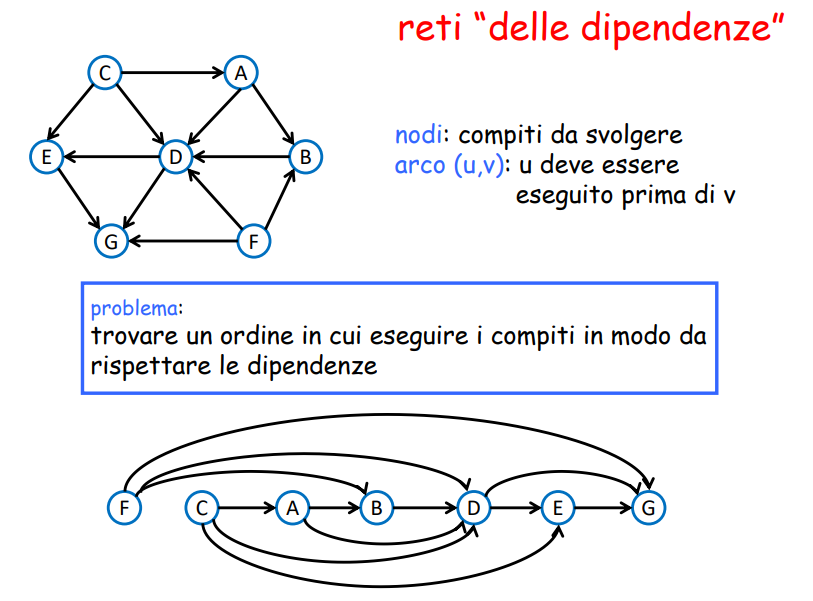 reti “delle dipendenze”
C A
E D B
G F
nodi: compiti da svolgere
arco (u,v): u deve essere
eseguito prima di v
problema:
trovare un ordine in cui eseguire i compiti in modo da
rispettare le dipendenze
F C A B D E G